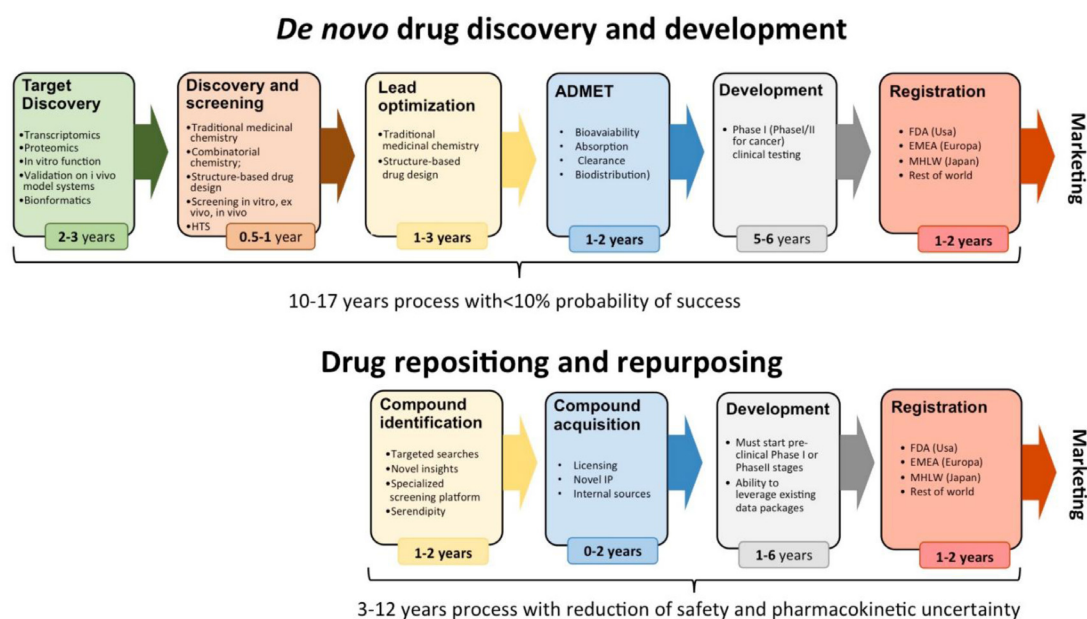 De novo drug discovery and development
Target
Discovery
•Transcriptomics
•Proteomics
•In vitro function
•Validation on i vivo
model systems
•Bionformatics
2-3 years
Discovery and
screening
•Traditional medicinal
chemistry
•Combinatorial
chemistry;
•Structure-based drug
design
•Screening in vitro, ex
vivo, in vivo
•HTS
0.5-1 year
Lead
optimization
•Traditional
medicinal chemistry
•Structure-based
drug design
1-3 years
ADMET
• Bioavaiability
• Absorption
• Clearance
• Biodistribution)
1-2 years
Development
• Phase I (PhaseI/II
for cancer)
clinical testing
5-6 years
Registration
• FDA (Usa)
• EMEA (Europa)
• MHLW (Japan)
• Rest of world
1-2 years
Marketing
10-17 years process with<10% probability of success
Drug repositiong and repurposing
Compound
identification
•Targeted searches
•Novel insights
•Specialized
screening platform
•Serendipity
1-2 years
Compound
acquisition
• Licensing
• Novel IP
• Internal sources
0-2 years
Development
• Must start pre-
clinical Phase I or
PhaseII stages
• Ability to
leverage existing
data packages
1-6 years
Registration
• FDA (Usa)
• EMEA (Europa)
• MHLW (Japan)
• Rest of world
1-2 years
Marketing
3-12 years process with reduction of safety and pharmacokinetic uncertainty